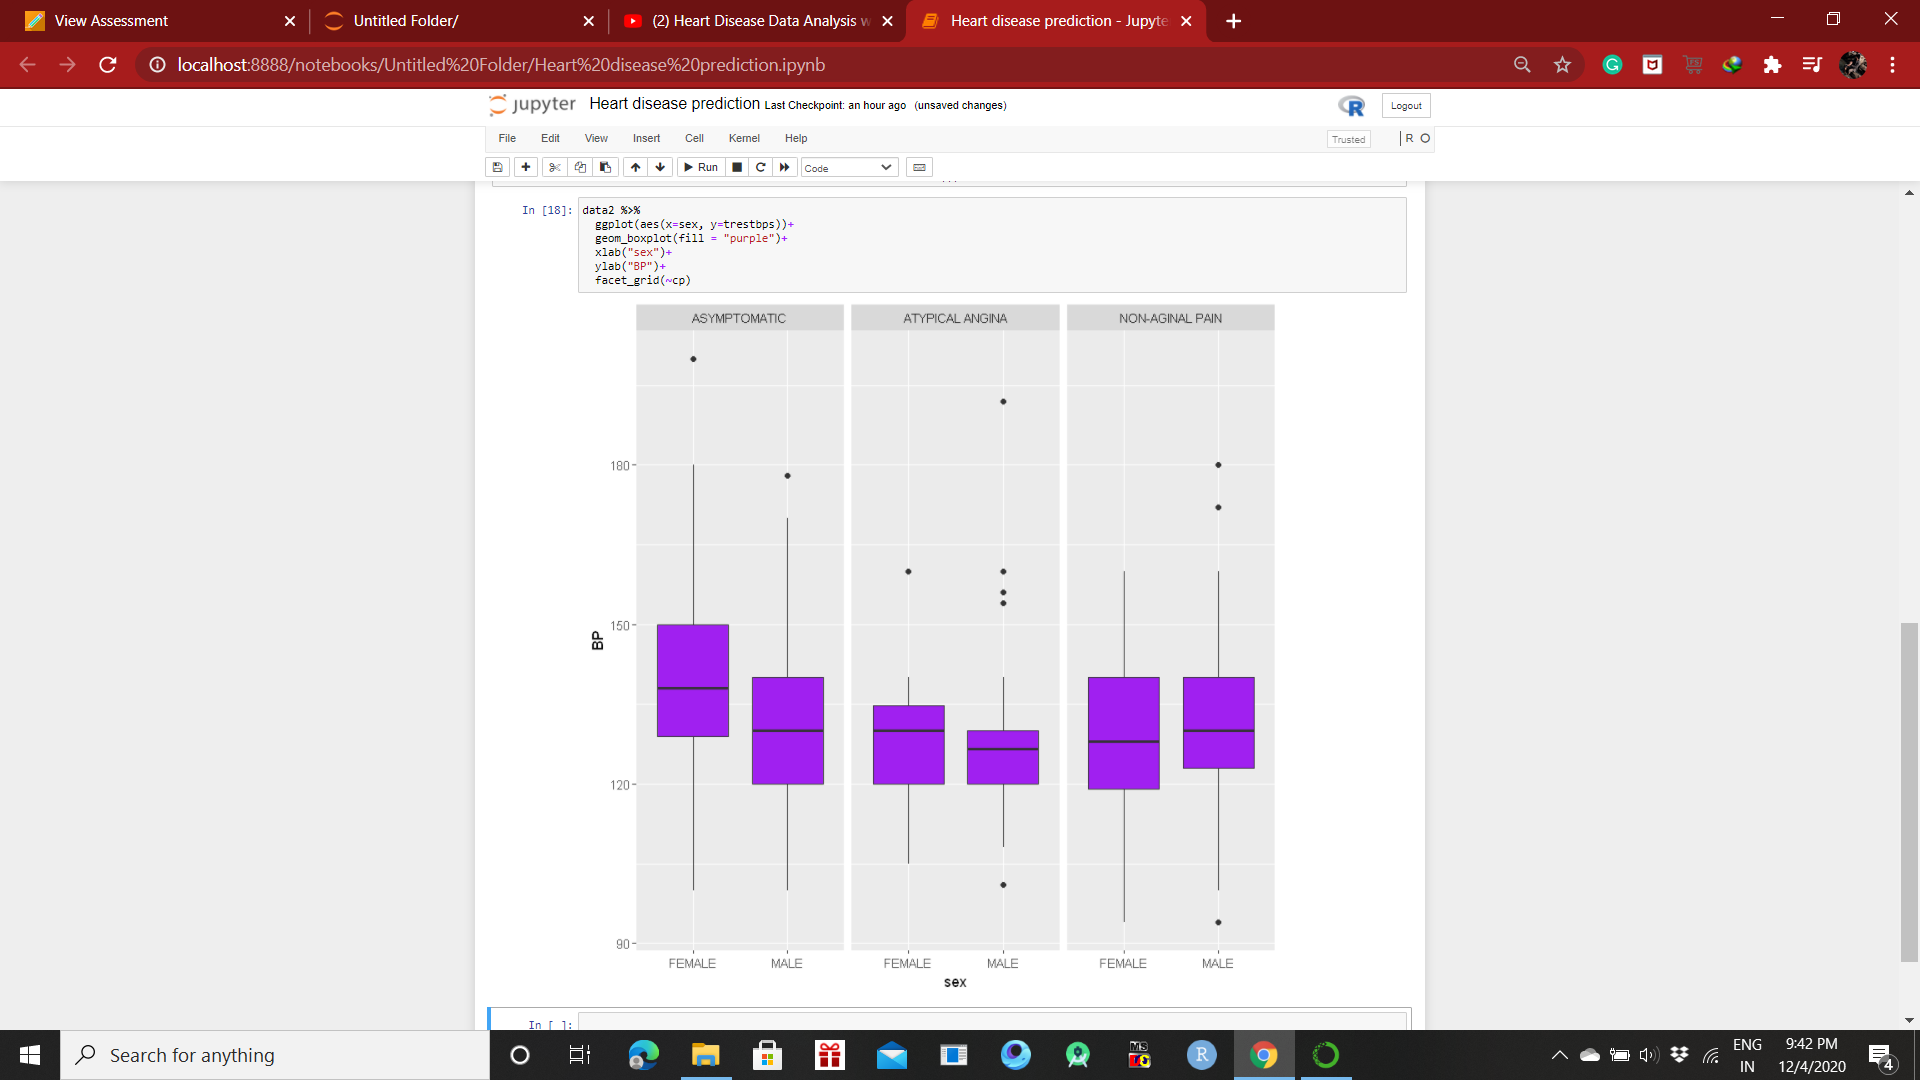 View Assessment
Untitled Folder/
(2) Heart Disease Data Analysis w
Heart disease prediction - Jupyte
localhost:8888/notebooks/Untitled%20Folder/Heart%20disease%20prediction.ipynb
jupyter Heart disease prediction Last Checkpoint: an hour ago (unsaved changes)
Logout
File Edit View Insert Cell Kernel Help
Trusted
R
Run
Code
In [18]:
data2 %>%
ggplot(aes(x=sex, y=trestbps))+
geom_boxplot(fill = "purple")+
xlab("sex")+
ylab("BP")+
facet_grid(~cp)
ASYMPTOMATIC ATYPICAL ANGINA NON-AGINAL PAIN
180
150
120
90
BP
FEMALE MALE FEMALE MALE FEMALE MALE
sex
In [ ]:
Search for anything
ENG
IN
9:42 PM
12/4/2020
4